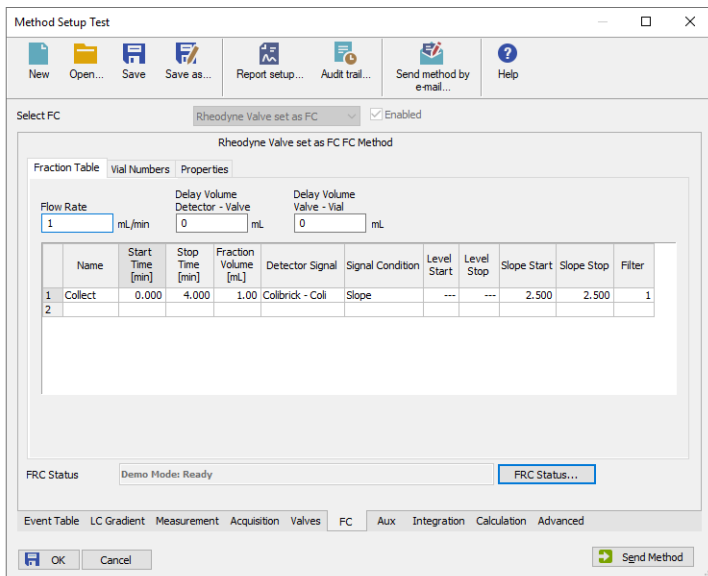 Method Setup Test
New Open... Save Save as... Report setup... Audit trail... Send method by e-mail... Help
Select FC Rheodyne Valve set as FC Enabled
Rheodyne Valve set as FC FC Method
Fraction Table Vial Numbers Properties
Flow Rate Delay Volume Detector - Valve Delay Volume Valve - Vial
1 mL/min 0 mL 0 mL
Name Start Time [min] Stop Time [min] Fraction Volume [mL] Detector Signal Signal Condition Level Start Level Stop Slope Start Slope Stop Filter
1 Collect 0.000 4.000 1.00 Colibrick - Coli Slope --- --- 2.500 2.500 1
2
FRC Status Demo Mode: Ready FRC Status...
Event Table LC Gradient Measurement Acquisition Valves FC Aux Integration Calculation Advanced
OK Cancel Send Method